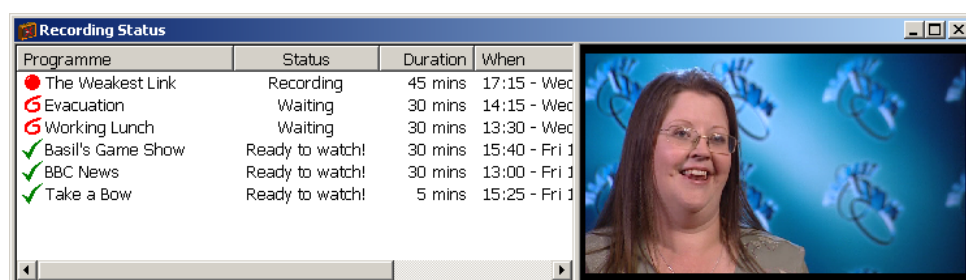 Recording Status
Programme Status Duration When
The Weakest Link Recording 45 mins 17:15 - Wed
Evacuation Waiting 30 mins 14:15 - Wed
Working Lunch Waiting 30 mins 13:30 - Wed
Basil's Game Show Ready to watch! 30 mins 15:40 - Fri 1
BBC News Ready to watch! 30 mins 13:00 - Fri 1
Take a Bow Ready to watch! 5 mins 15:25 - Fri 1